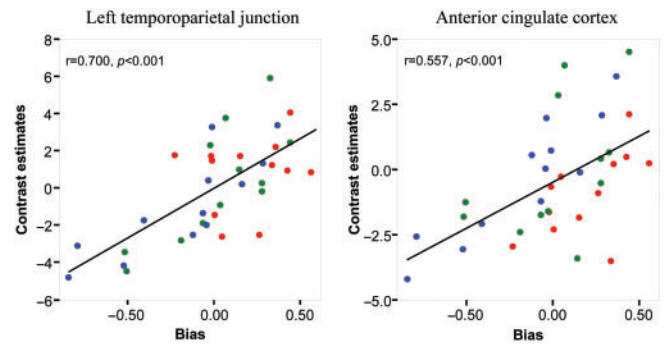 Left temporoparietal junction
8
r=0.700, p<0.001
6
4
2
0
−2
−4
−6
Contrast estimates
−0.50
0.00
0.50
Bias
Anterior cingulate cortex
5.0
r=0.557, p<0.001
2.5
0.0
−2.5
−5.0
Contrast estimates
−0.50
0.00
0.50
Bias